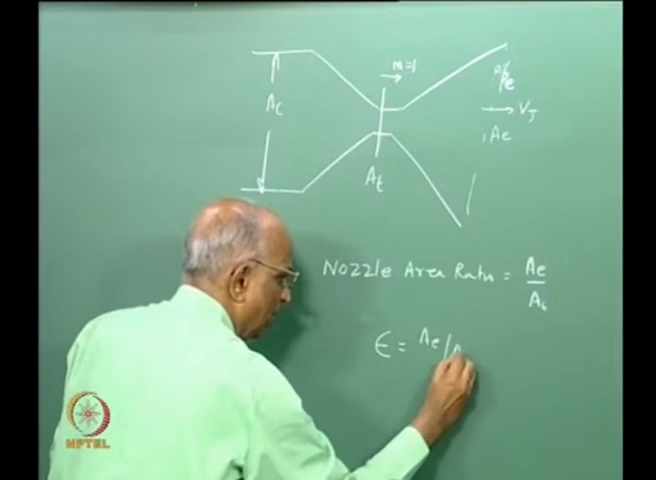 m=1
Ac
Pe
VJ
Ae
At
Nozzle Area Ratio = Ae
At
ϵ = Ae/A
NPTEL